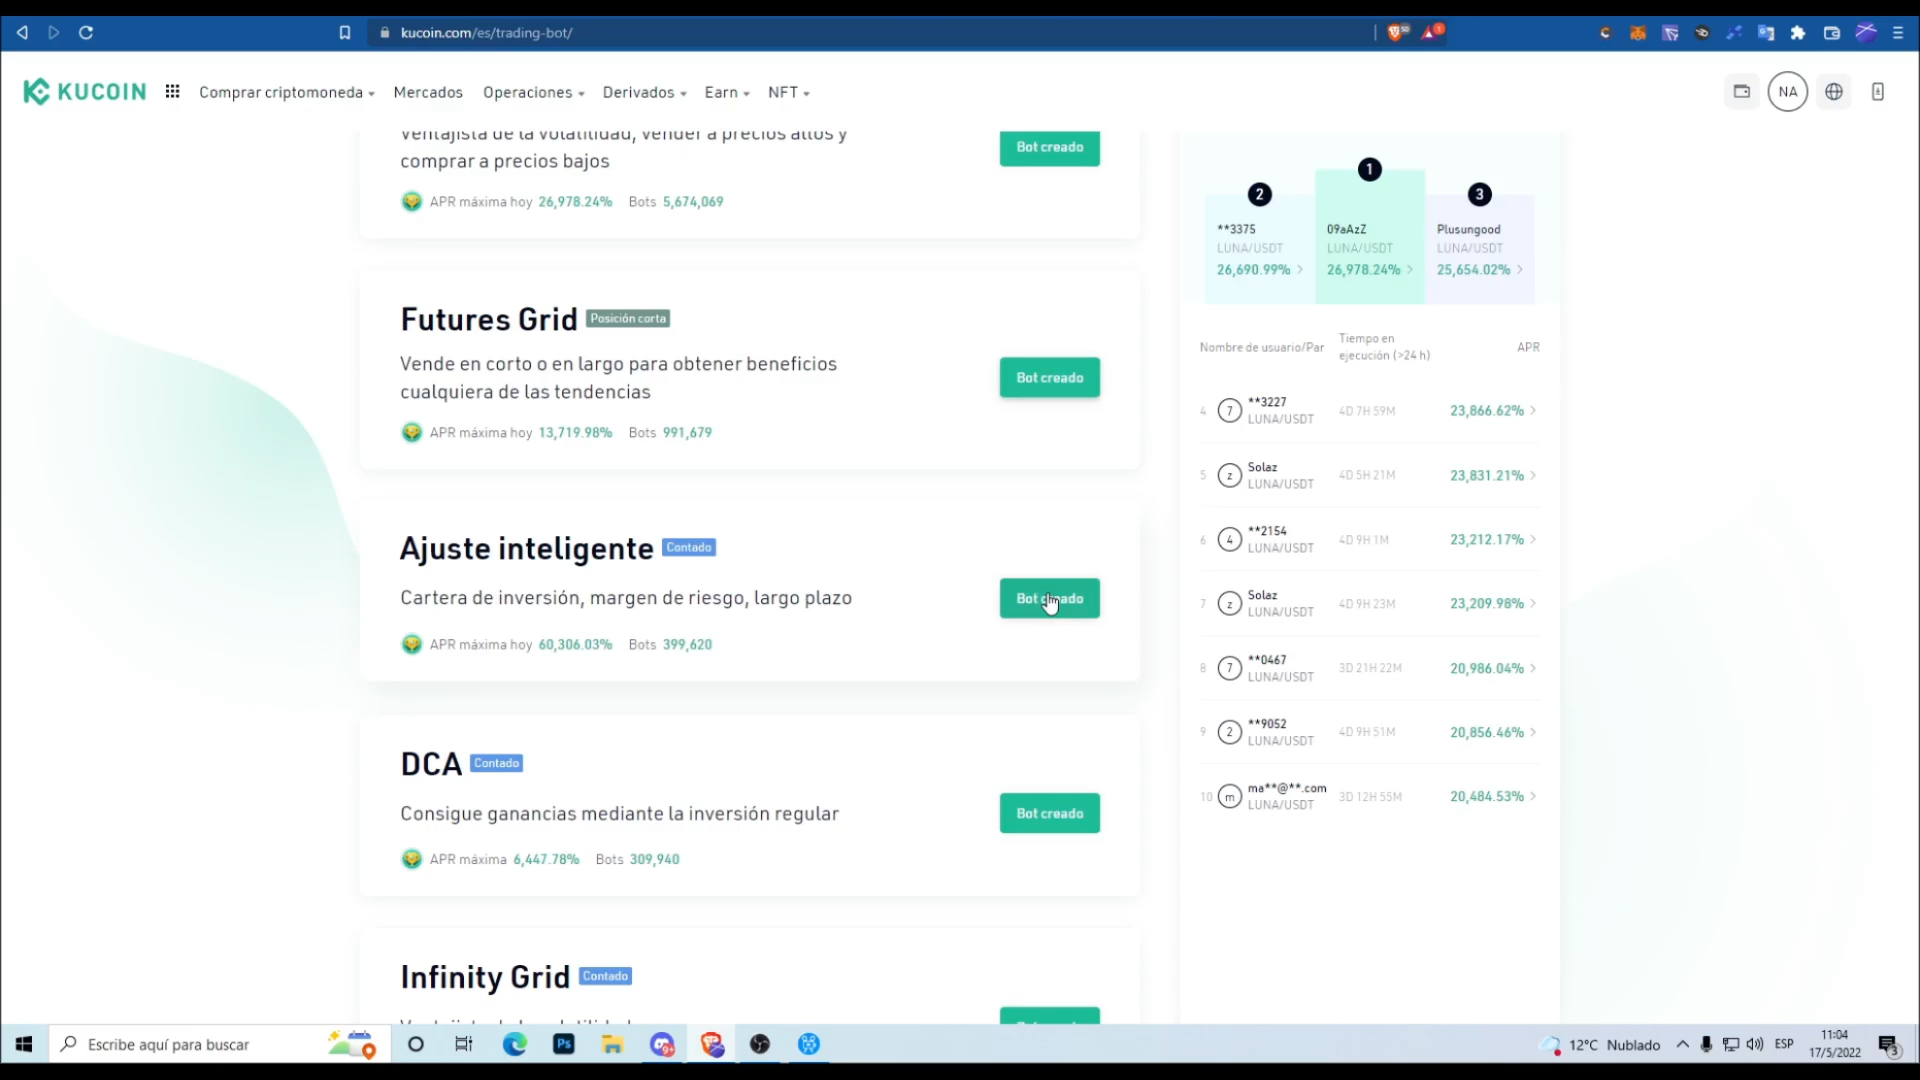 kucoin.com/es/trading-bot/
50
1
KUCOIN
Comprar criptomoneda
Mercados
Operaciones
Derivados
Earn
NFT
NA
ventajista de la volatilidad, vender a precios altos y
comprar a precios bajos
Bot creado
APR máxima hoy 26,978.24% Bots 5,674,069
Futures Grid Posición corta
Vende en corto o en largo para obtener beneficios
cualquiera de las tendencias
Bot creado
APR máxima hoy 13,719.98% Bots 991,679
Ajuste inteligente Contado
Cartera de inversión, margen de riesgo, largo plazo
Bot creado
APR máxima hoy 60,306.03% Bots 399,620
DCA Contado
Consigue ganancias mediante la inversión regular
Bot creado
APR máxima 6,447.78% Bots 309,940
Infinity Grid Contado
1
2
3
**3375
LUNA/USDT
26,690.99%
09aAzZ
LUNA/USDT
26,978.24%
Plusungood
LUNA/USDT
25,654.02%
Nombre de usuario/Par
Tiempo en
ejecución (>24 h)
APR
4 7 **3227
LUNA/USDT
4D 7H 59M
23,866.62%
5 z Solaz
LUNA/USDT
4D 5H 21M
23,831.21%
6 4 **2154
LUNA/USDT
4D 9H 1M
23,212.17%
7 z Solaz
LUNA/USDT
4D 9H 23M
23,209.98%
8 7 **0467
LUNA/USDT
3D 21H 22M
20,986.04%
9 2 **9052
LUNA/USDT
4D 9H 51M
20,856.46%
10 m ma**@**.com
LUNA/USDT
3D 12H 55M
20,484.53%
Escribe aquí para buscar
Ps
9+
12°C Nublado
ESP
11:04
17/5/2022
3